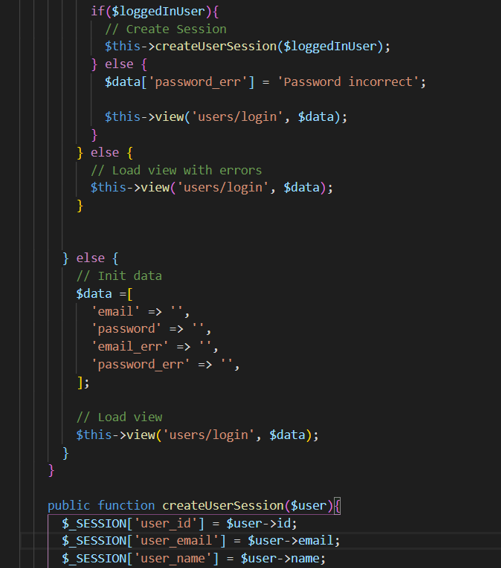 if($loggedInUser){
// Create Session
$this->createUserSession($loggedInUser);
} else {
$data['password_err'] = 'Password incorrect';
$this->view('users/login', $data);
}
} else {
// Load view with errors
$this->view('users/login', $data);
}
} else {
// Init data
$data =[
'email' => '',
'password' => '',
'email_err' => '',
'password_err' => '',
];
// Load view
$this->view('users/login', $data);
}
}
public function createUserSession($user){
$_SESSION['user_id'] = $user->id;
$_SESSION['user_email'] = $user->email;
$_SESSION['user_name'] = $user->name;